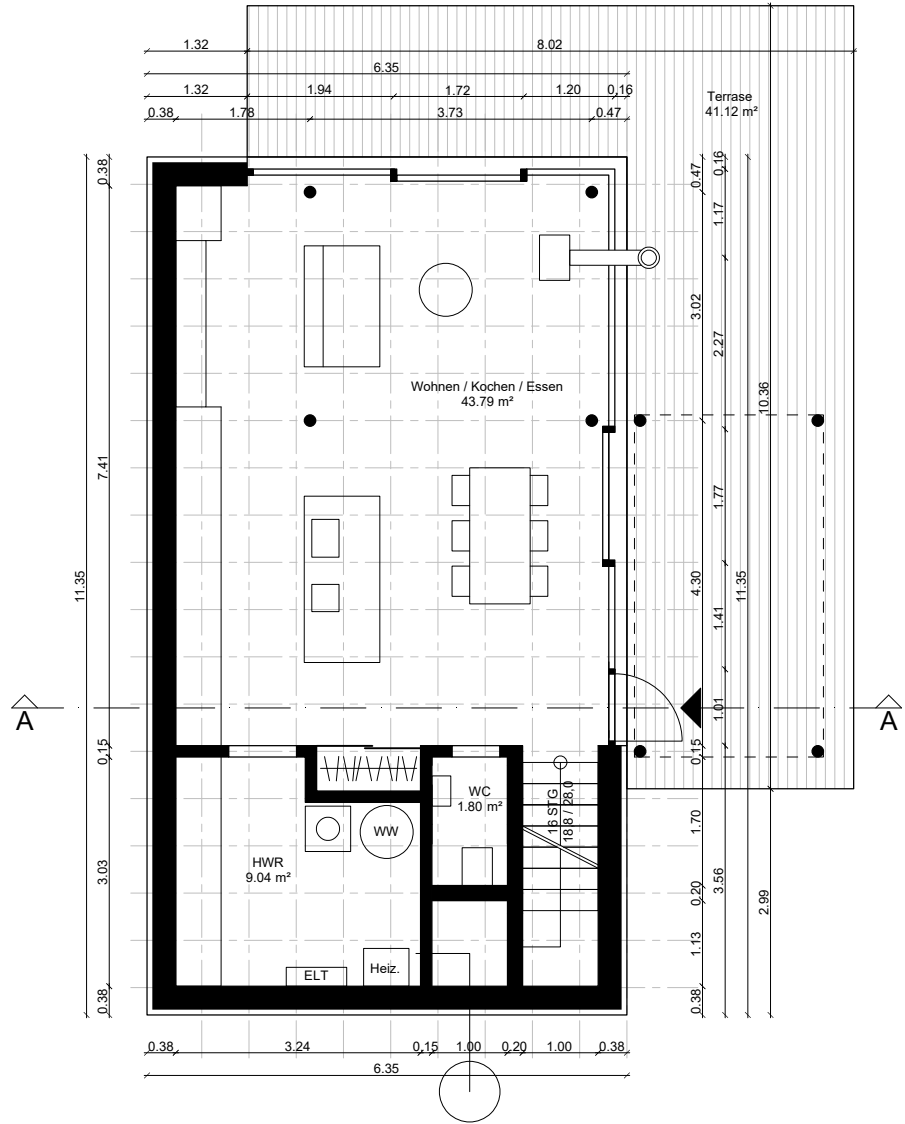 1.32
8.02
6.35
1.32
1.94
1.72
1.20
0,16
0.38
1.78
3.73
0.47
Terrase
41.12 m²
0.38
7.41
11.35
0,15
3.03
0.38
0.47
0,16
1.17
3.02
2.27
10.36
1.77
4.30
11.35
1.41
1.01
0,15
1.70
3.56
0,20
2.99
1.13
0.38
Wohnen / Kochen / Essen
43.79 m²
A
A
WC
1.80 m²
16 STG
18,8 / 28,0
WW
HWR
9.04 m²
ELT
Heiz.
0.38
3.24
0,15
1.00
0,20
1.00
0.38
6.35